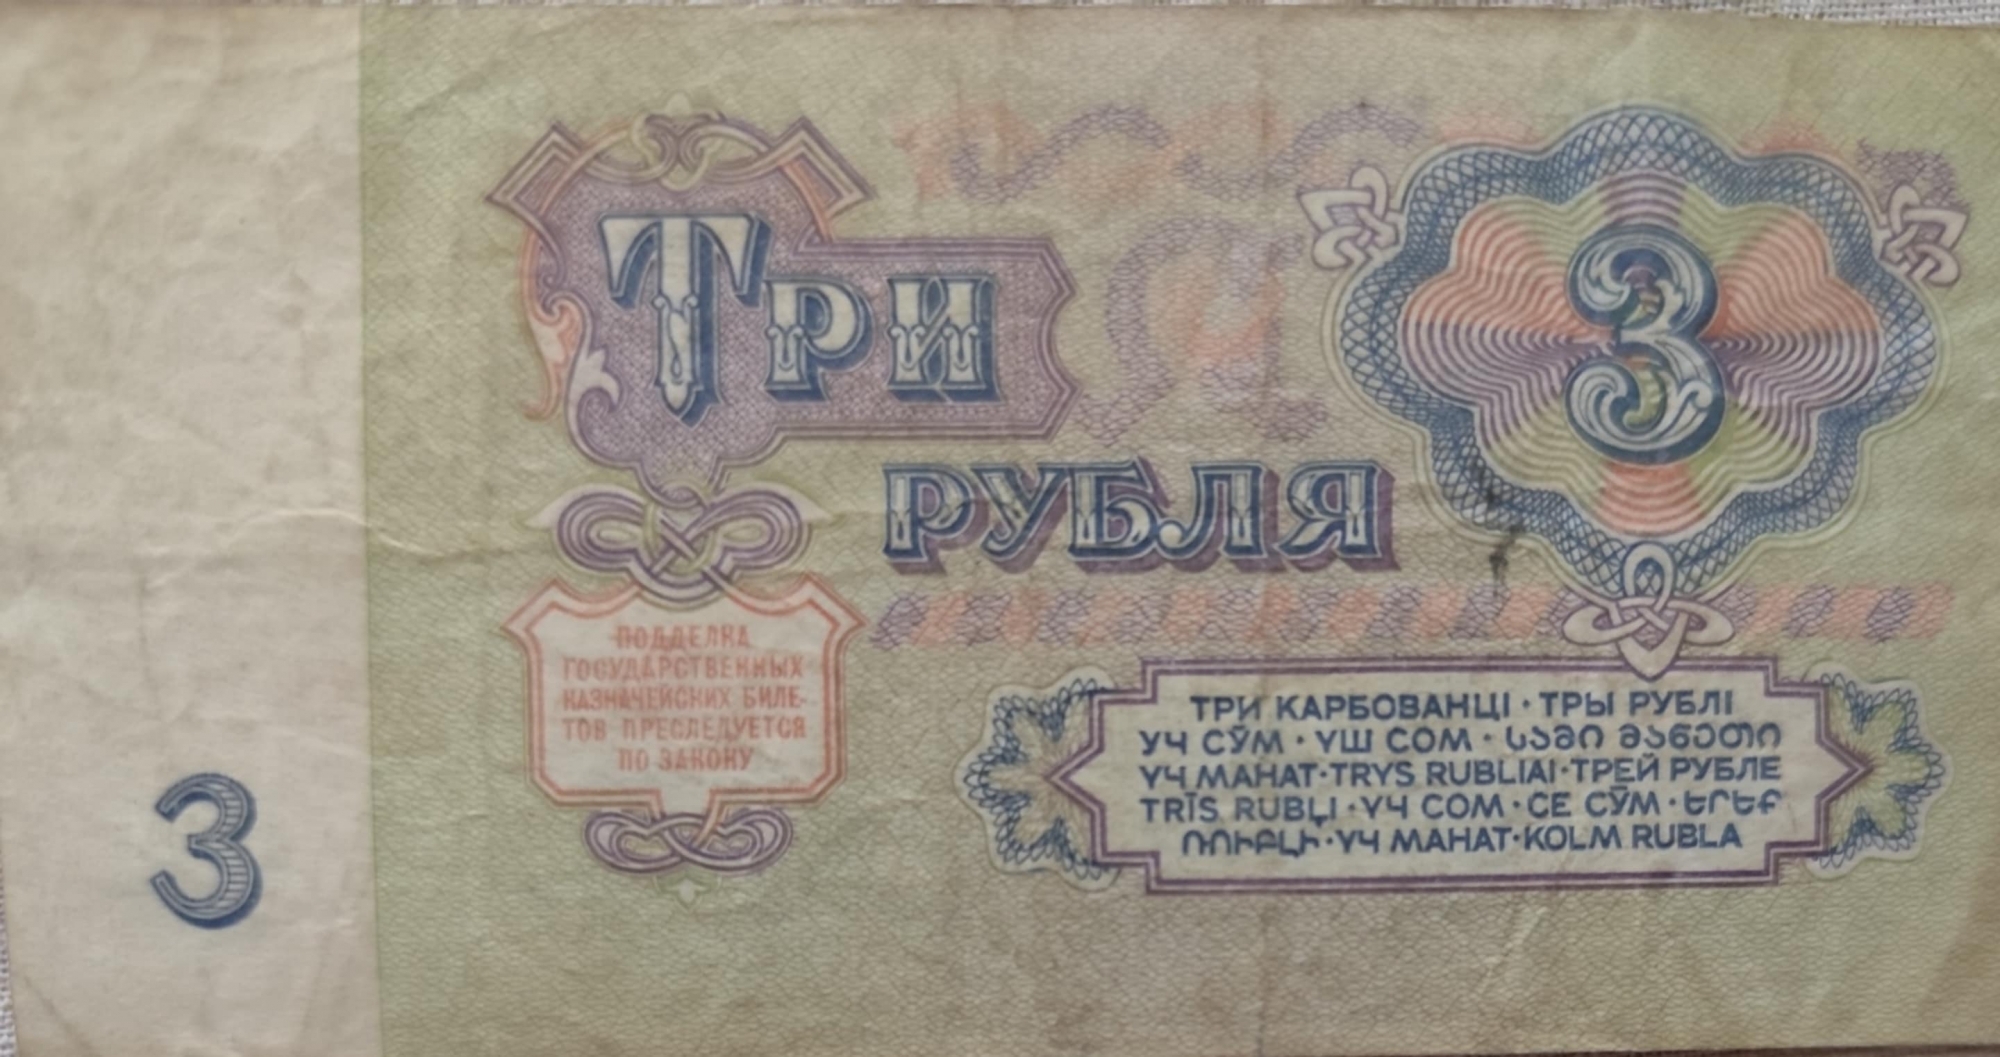 Три
РУБЛЯ
3
ПОДДЕЛКА
ГОСУДАРСТВЕННЫХ
КАЗНАЧЕЙСКИХ БИЛЕ-
ТОВ ПРЕСЛЕДУЕТСЯ
ПО ЗАКОНУ
3
ТРИ КАРБОВАНЦІ · ТРЫ РУБЛІ
УЧ СЎМ · ҮШ СОМ · ᲡᲐᲛᲘ ᲛᲐᲜᲔᲗᲘ
ҮЧ МАНАТ · TRYS RUBLIAI · ТРЕЙ РУБЛЕ
TRĪS RUBĻI · ҮЧ СОМ · СЕ СӮМ · ԵՐԵՔ
ՌՈՒԲԼԻ · ҮЧ МАНАТ · KOLM RUBLA